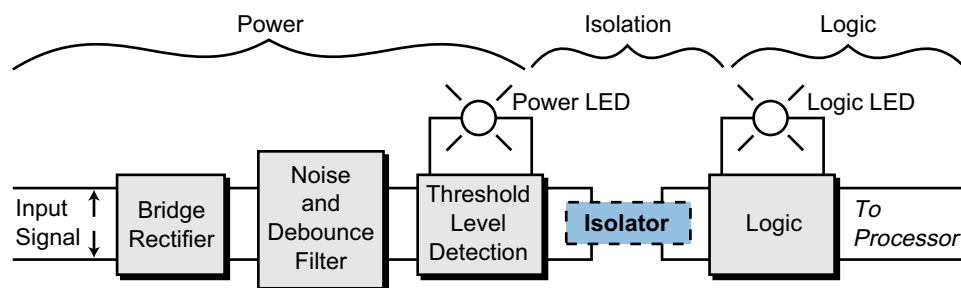 Power
Isolation
Logic
Power LED
Logic LED
Input
Signal
Bridge
Rectifier
Noise
and
Debounce
Filter
Threshold
Level
Detection
Isolator
Logic
To
Processor